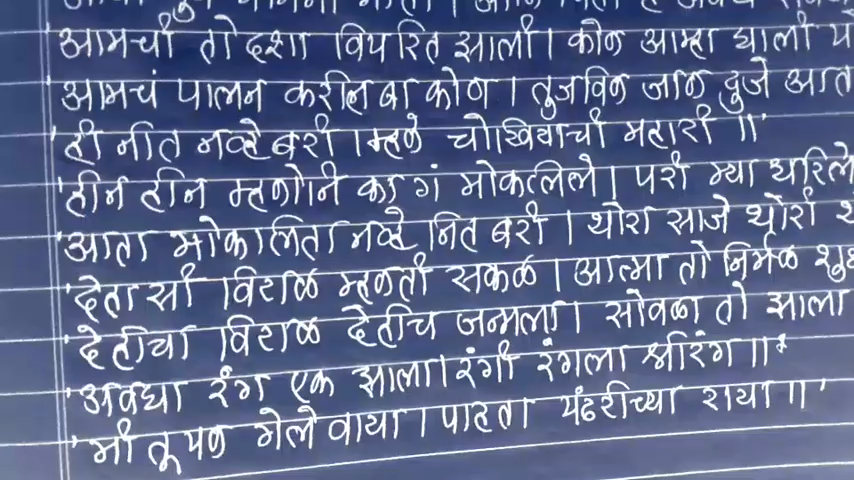 आमची तो दशा विपरित झाली । कोण आम्हा घाली
आमचं पालन करील बा कोण । तुजविण जाण दुजे आता
ही नीत नव्हे बरी । म्हणे चोखियाची महारी ॥
हीन हीन म्हणोनि का गं मोकलिले । परी म्या धरिले
आता मोकालिता नव्हे नित बरी । थोरा साजे थोरी
देहासी विटाळ म्हणती सकळ । आत्मा तो निर्मळ शुध
देहीचा विटाळ देहीच जन्मला । सोवळा तो झाला
अवघा रंग एक झाला । रंगी रंगला श्रीरंग ॥
मी तू पण गेले वाया । पाहता पंढरीच्या राया ॥